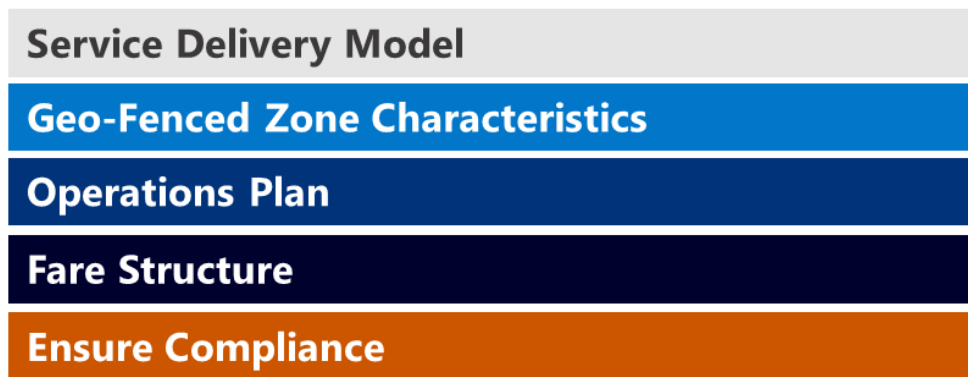 Service Delivery Model
Geo-Fenced Zone Characteristics
Operations Plan
Fare Structure
Ensure Compliance